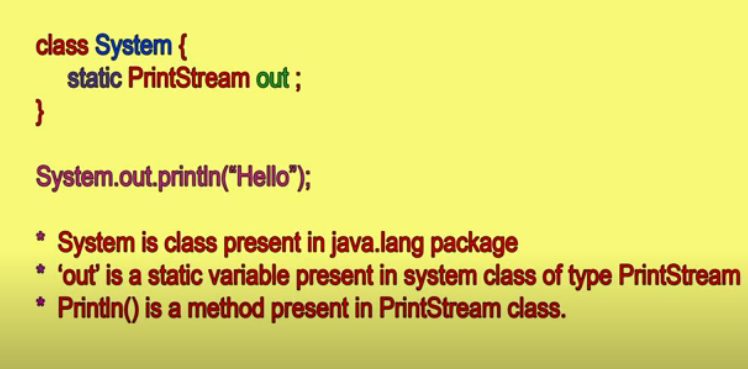 class System {
static PrintStream out ;
}
System.out.println(“Hello”);
* System is class present in java.lang package
* ‘out’ is a static variable present in system class of type PrintStream
* Println() is a method present in PrintStream class.